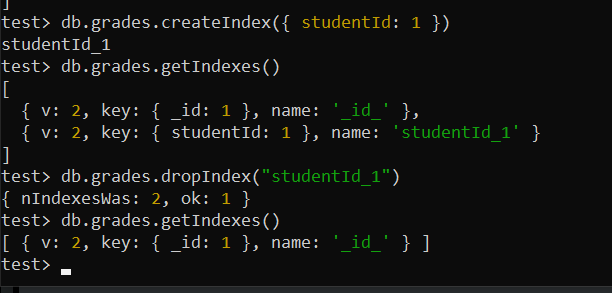 ]
test> db.grades.createIndex({ studentId: 1 })
studentId_1
test> db.grades.getIndexes()
[
  { v: 2, key: { _id: 1 }, name: '_id_' },
  { v: 2, key: { studentId: 1 }, name: 'studentId_1' }
]
test> db.grades.dropIndex("studentId_1")
{ nIndexesWas: 2, ok: 1 }
test> db.grades.getIndexes()
[ { v: 2, key: { _id: 1 }, name: '_id_' } ]
test>